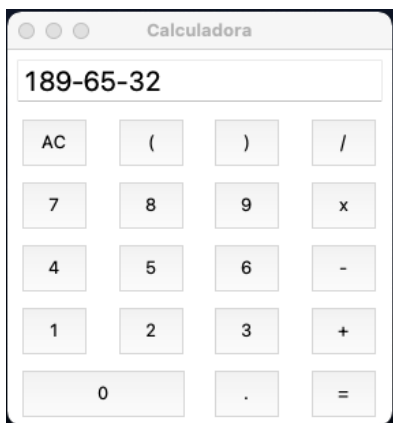 Calculadora
189-65-32
AC ( ) /
7 8 9 x
4 5 6 -
1 2 3 +
0 . =